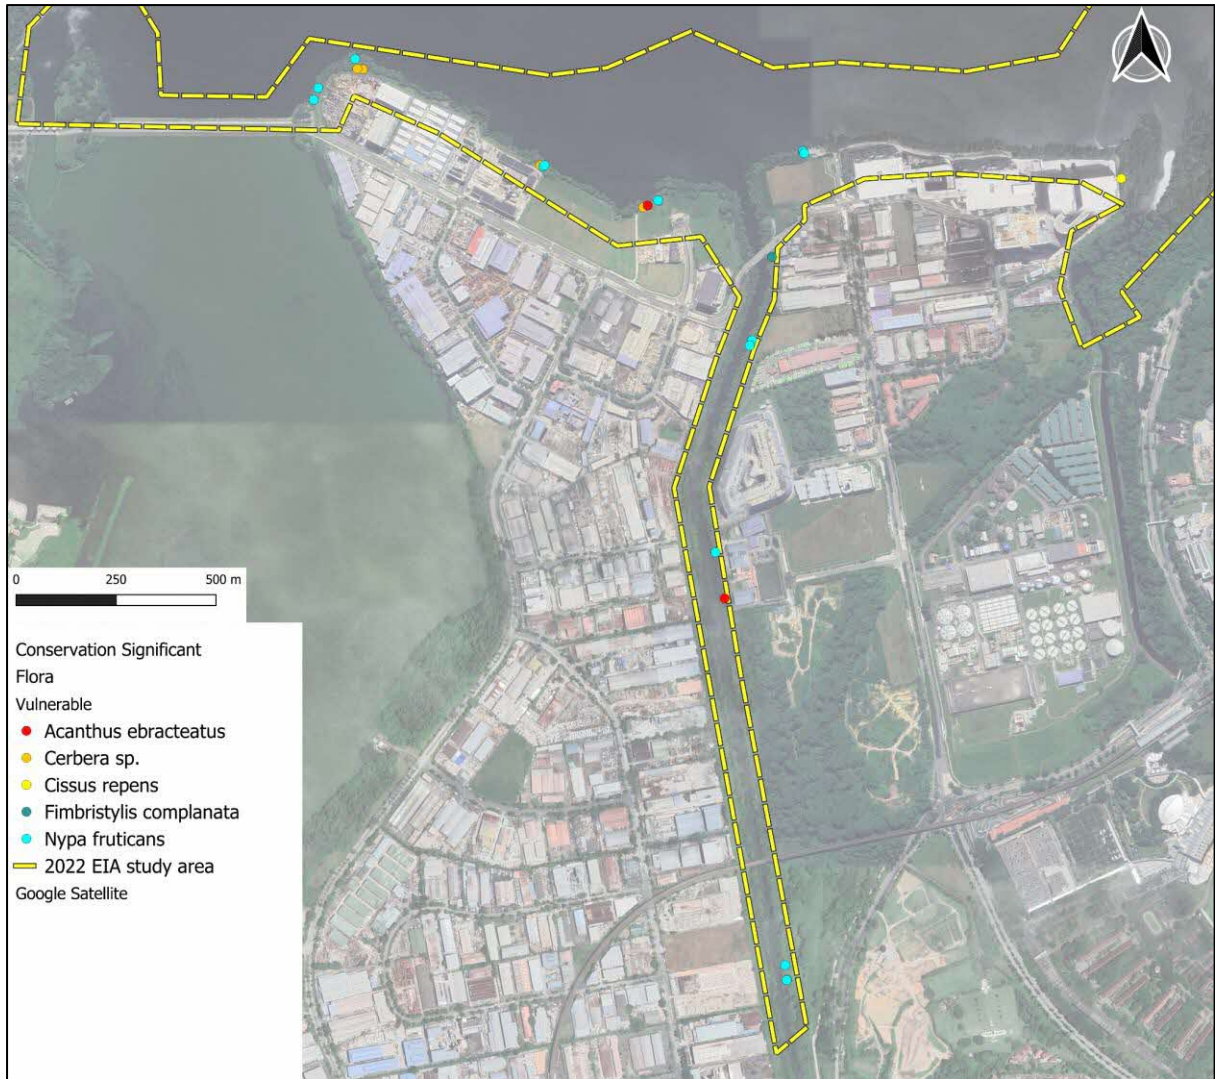 0 250 500 m
Conservation Significant
Flora
Vulnerable
Acanthus ebracteatus
Cerbera sp.
Cissus repens
Fimbristylis complanata
Nypa fruticans
2022 EIA study area
Google Satellite